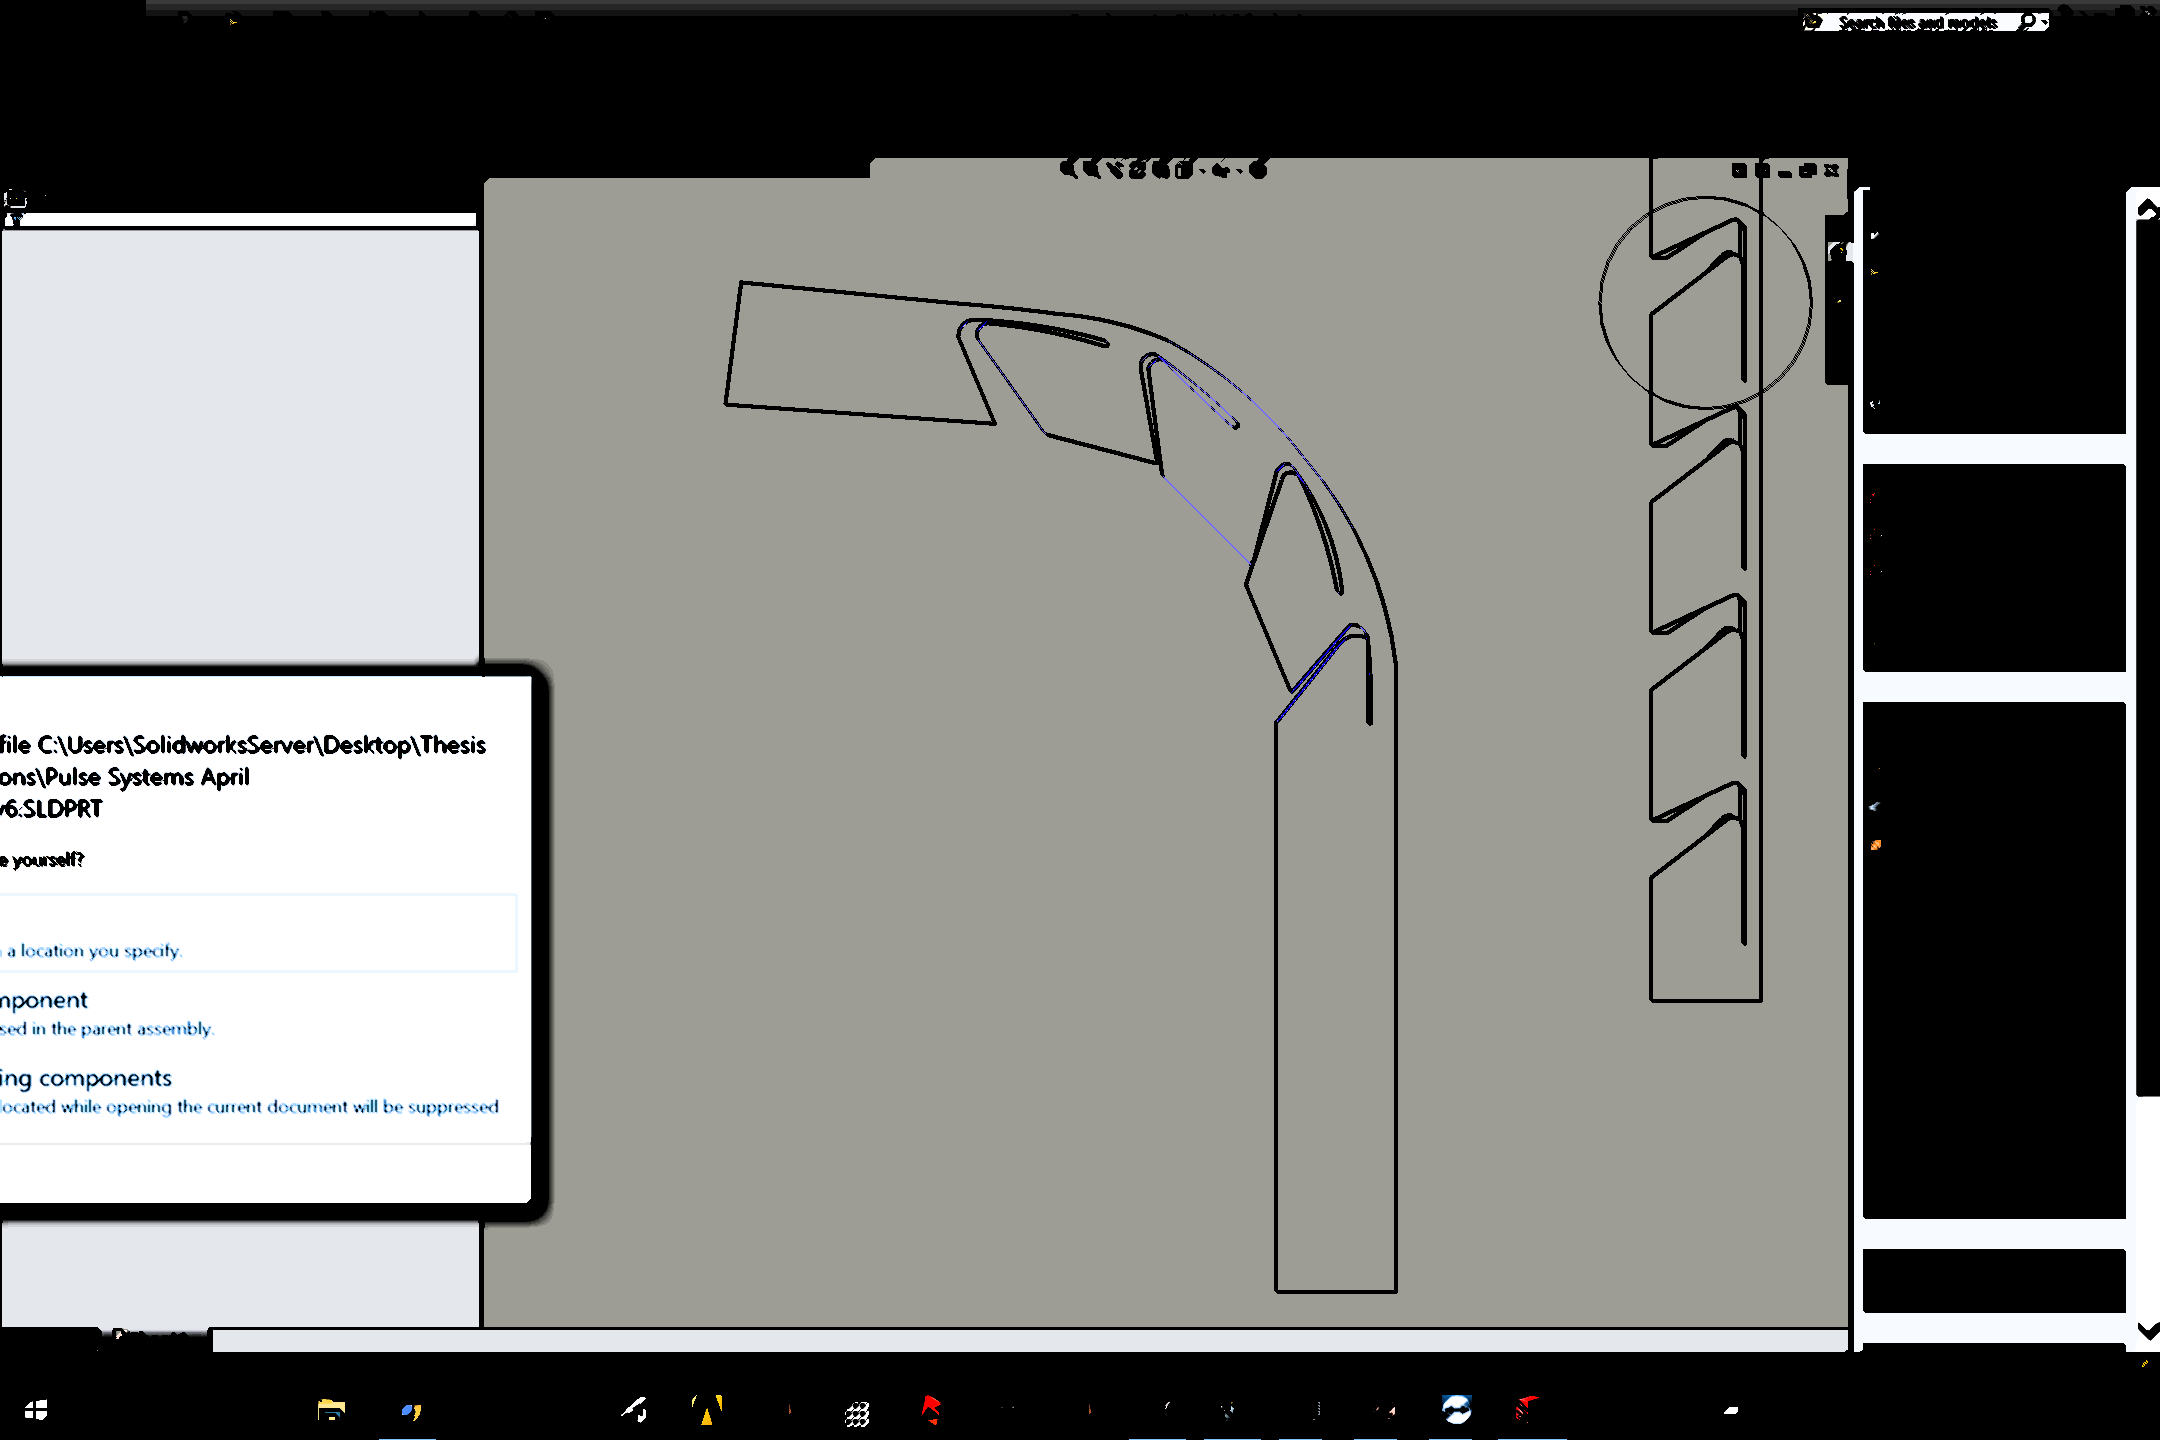 Search files and models
file C:\Users\SolidworksServer\Desktop\Thesis
ons\Pulse Systems April
v6.SLDPRT
e yourself?
a location you specify.
mponent
sed in the parent assembly.
ing components
located while opening the current document will be suppressed